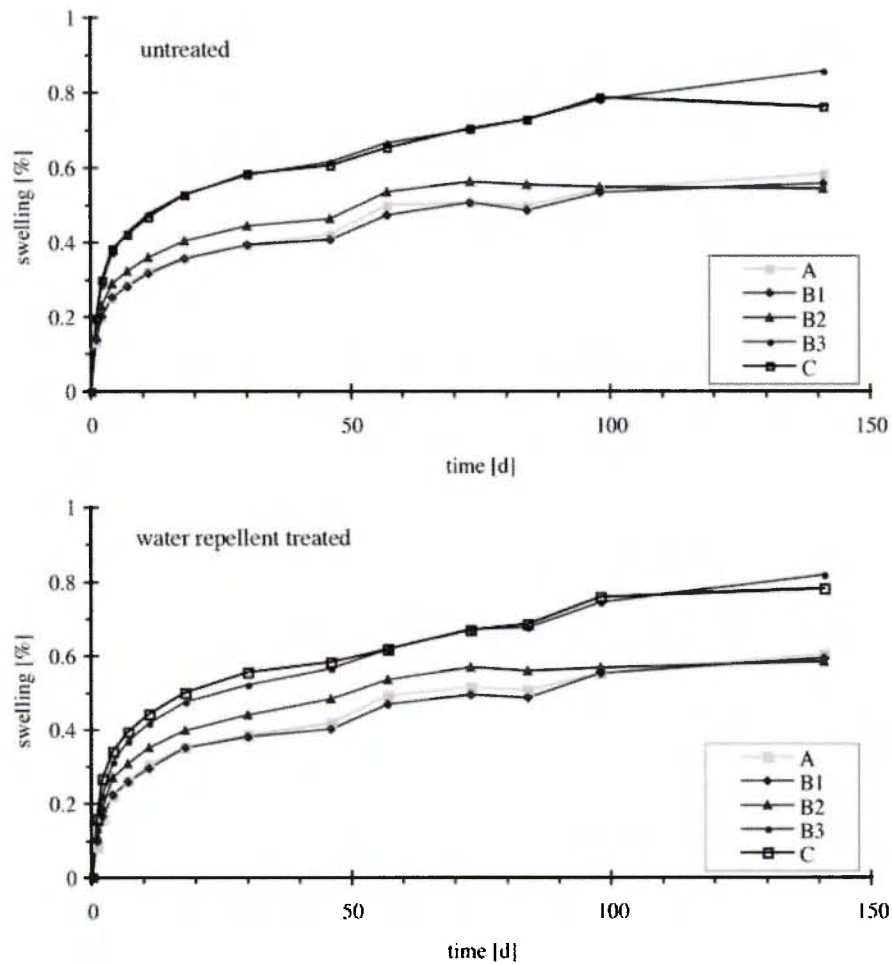 1
untreated
0.8
0.6
swelling [%]
0.4
0.2
0
A
B1
B2
B3
C
0 50 100 150
time [d]
1
water repellent treated
0.8
0.6
swelling [%]
0.4
0.2
0
A
B1
B2
B3
C
0 50 100 150
time [d]